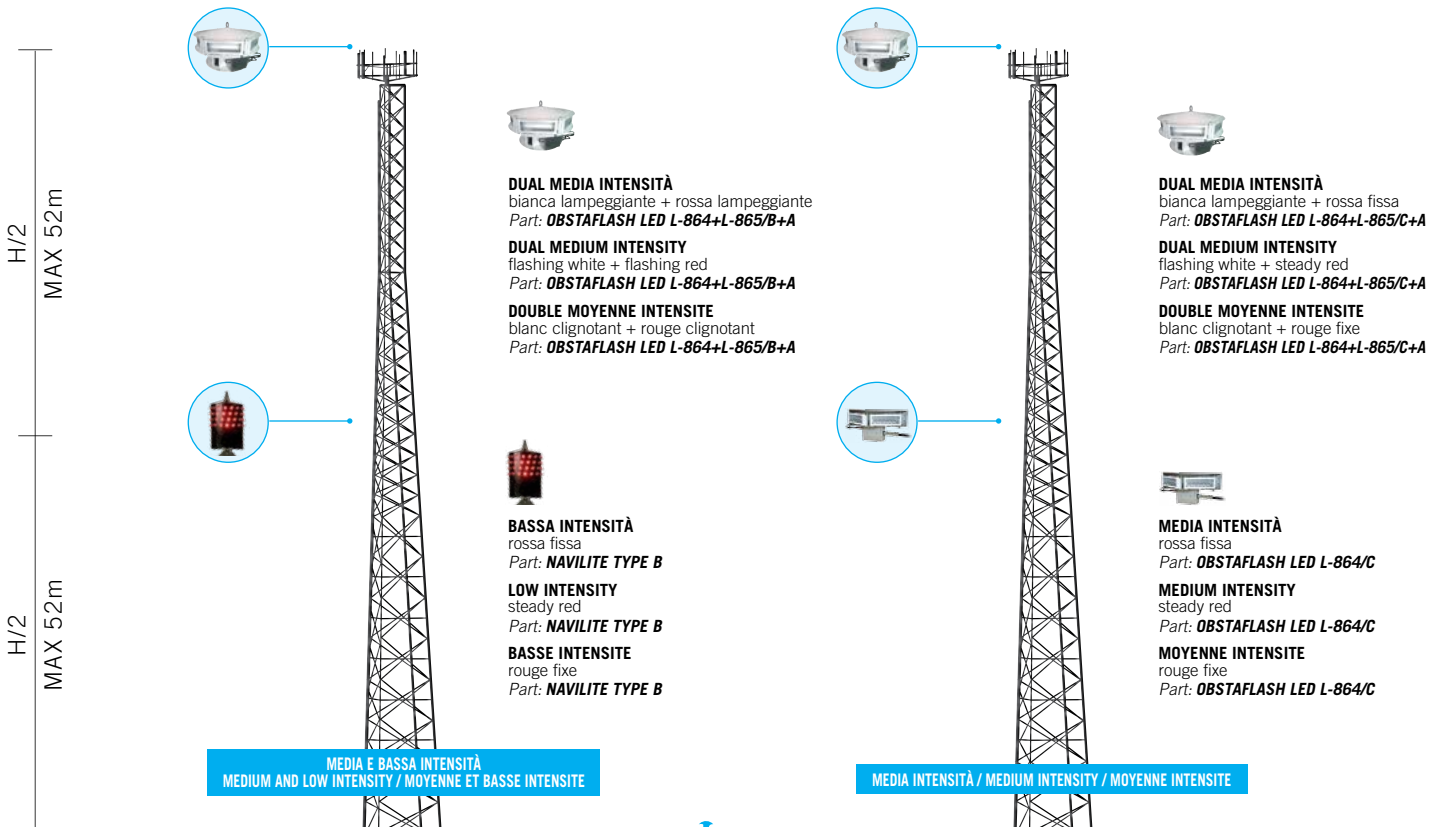 H/2
MAX 52m
H/2
MAX 52m
DUAL MEDIA INTENSITÀ
bianca lampeggiante + rossa lampeggiante
Part: OBSTAFLASH LED L-864+L-865/B+A
DUAL MEDIUM INTENSITY
flashing white + flashing red
Part: OBSTAFLASH LED L-864+L-865/B+A
DOUBLE MOYENNE INTENSITE
blanc clignotant + rouge clignotant
Part: OBSTAFLASH LED L-864+L-865/B+A
BASSA INTENSITÀ
rossa fissa
Part: NAVILITE TYPE B
LOW INTENSITY
steady red
Part: NAVILITE TYPE B
BASSE INTENSITE
rouge fixe
Part: NAVILITE TYPE B
MEDIA E BASSA INTENSITÀ
MEDIUM AND LOW INTENSITY / MOYENNE ET BASSE INTENSITE
DUAL MEDIA INTENSITÀ
bianca lampeggiante + rossa fissa
Part: OBSTAFLASH LED L-864+L-865/C+A
DUAL MEDIUM INTENSITY
flashing white + steady red
Part: OBSTAFLASH LED L-864+L-865/C+A
DOUBLE MOYENNE INTENSITE
blanc clignotant + rouge fixe
Part: OBSTAFLASH LED L-864+L-865/C+A
MEDIA INTENSITÀ
rossa fissa
Part: OBSTAFLASH LED L-864/C
MEDIUM INTENSITY
steady red
Part: OBSTAFLASH LED L-864/C
MOYENNE INTENSITE
rouge fixe
Part: OBSTAFLASH LED L-864/C
MEDIA INTENSITÀ / MEDIUM INTENSITY / MOYENNE INTENSITE